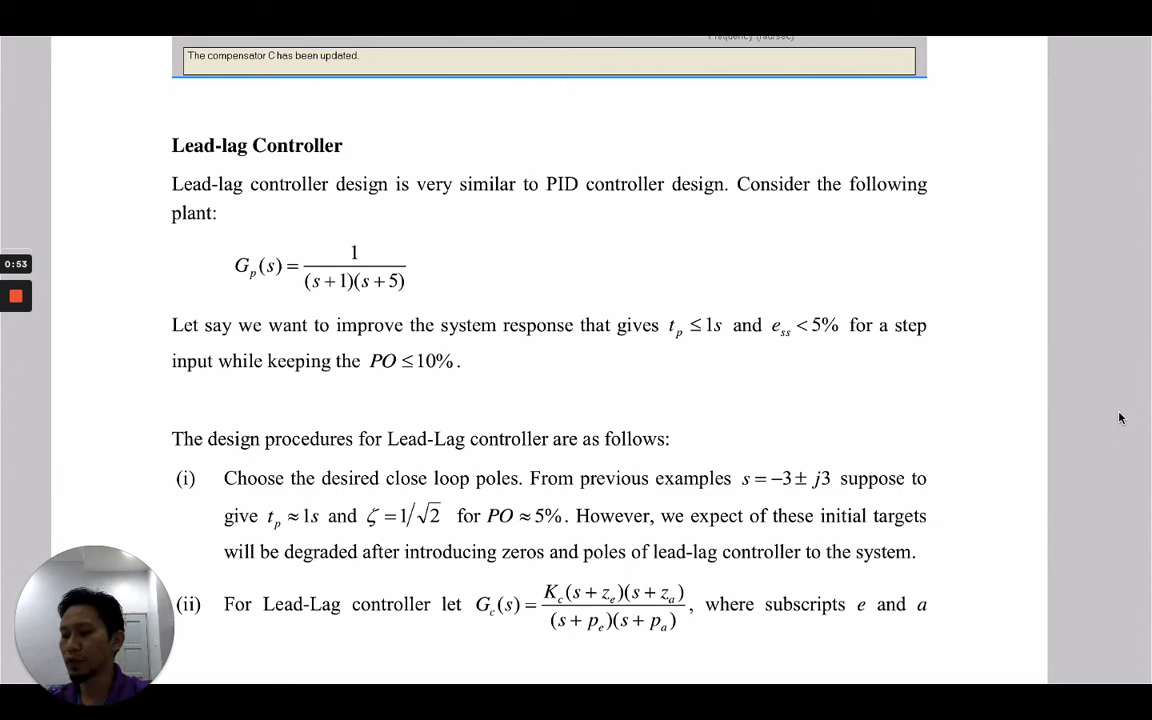 Frequency (rad/sec)
The compensator C has been updated.
Lead-lag Controller
Lead-lag controller design is very similar to PID controller design. Consider the following
plant:
G_p(s) = 1 / ((s+1)(s+5))
0:53
Let say we want to improve the system response that gives t_p ≤ 1s and e_ss < 5% for a step
input while keeping the PO ≤ 10%.
The design procedures for Lead-Lag controller are as follows:
(i) Choose the desired close loop poles. From previous examples s = −3 ± j3 suppose to
give t_p ≈ 1s and ζ = 1/√2 for PO ≈ 5%. However, we expect of these initial targets
will be degraded after introducing zeros and poles of lead-lag controller to the system.
(ii) For Lead-Lag controller let G_c(s) = K_c(s+z_e)(s+z_a) / ((s+p_e)(s+p_a)), where subscripts e and a